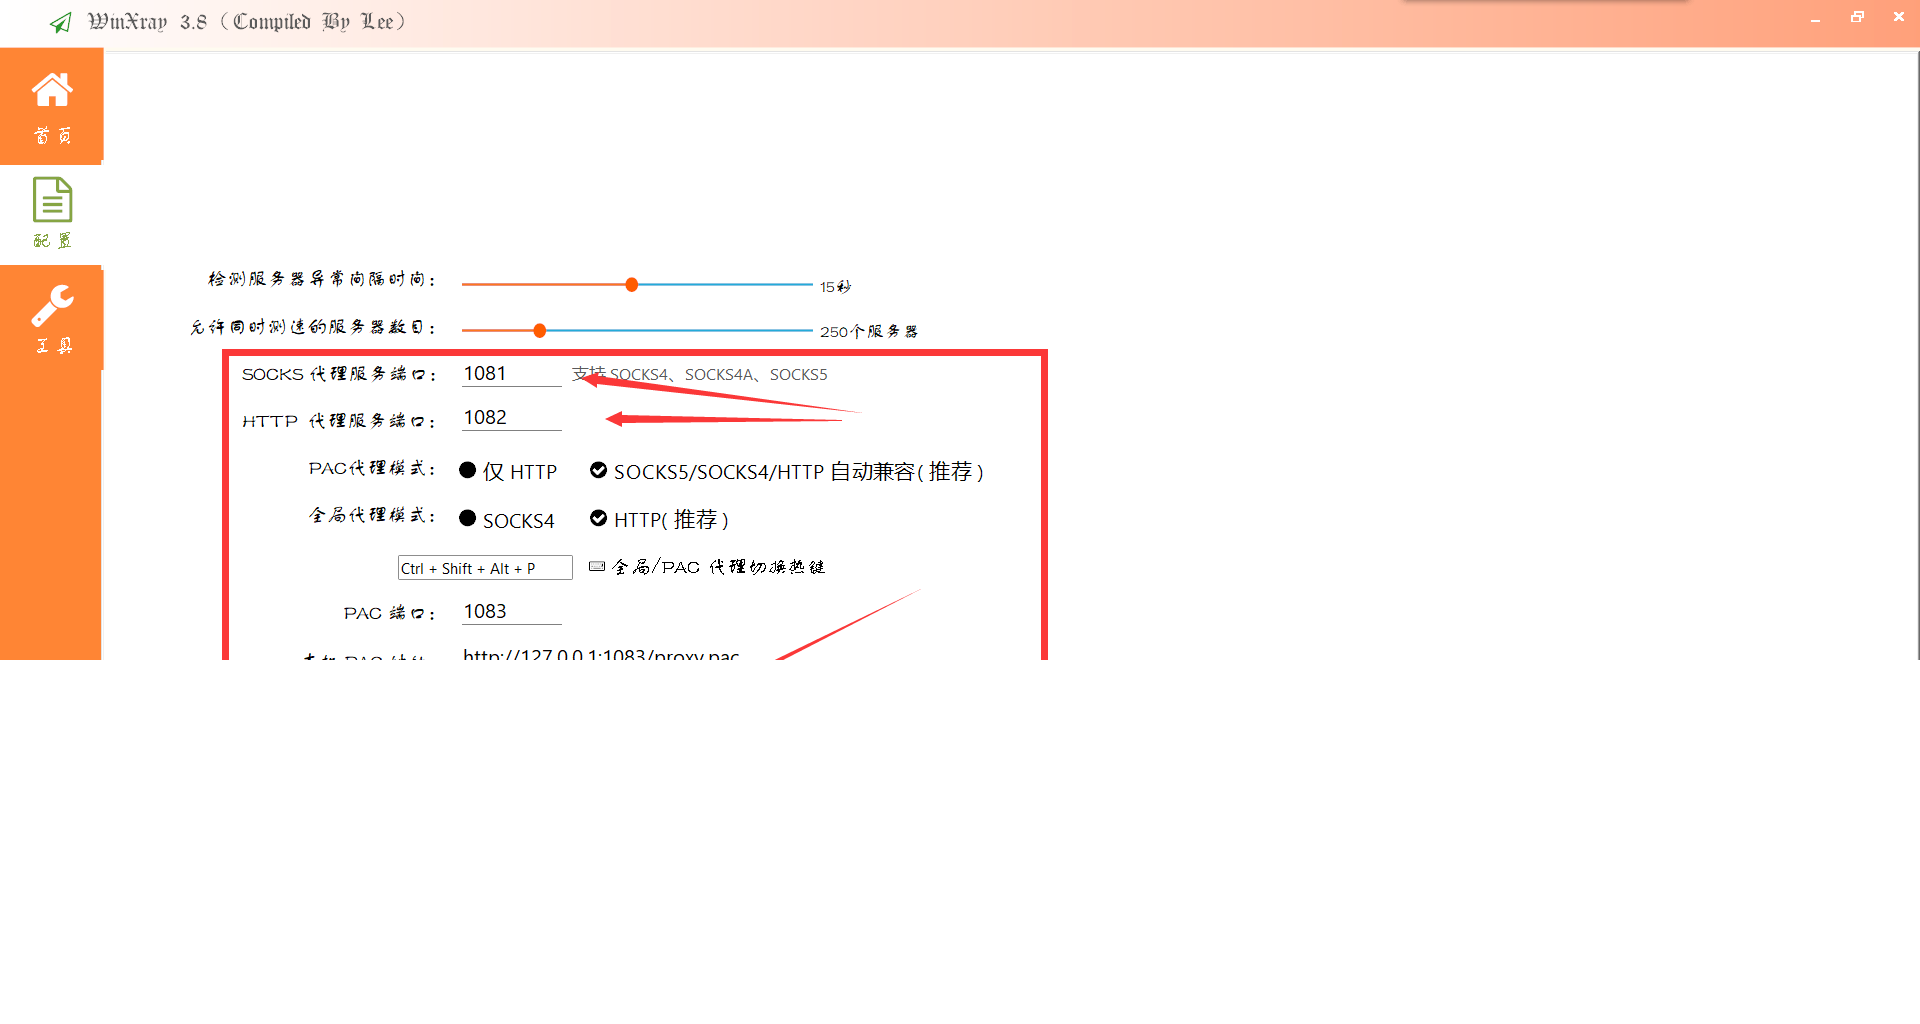 WinXray 3.8 (Compiled By Lee)
首页
配置
工具
检测服务器异常间隔时间：
15秒
允许同时测速的服务器数目：
250个服务器
SOCKS 代理服务端口：
1081
支持 SOCKS4、SOCKS4A、SOCKS5
HTTP 代理服务端口：
1082
PAC代理模式：
仅 HTTP
SOCKS5/SOCKS4/HTTP 自动兼容( 推荐 )
全局代理模式：
SOCKS4
HTTP( 推荐 )
Ctrl + Shift + Alt + P
全局/PAC 代理切换热键
PAC 端口：
1083
http://127.0.0.1:1083/proxy.pac